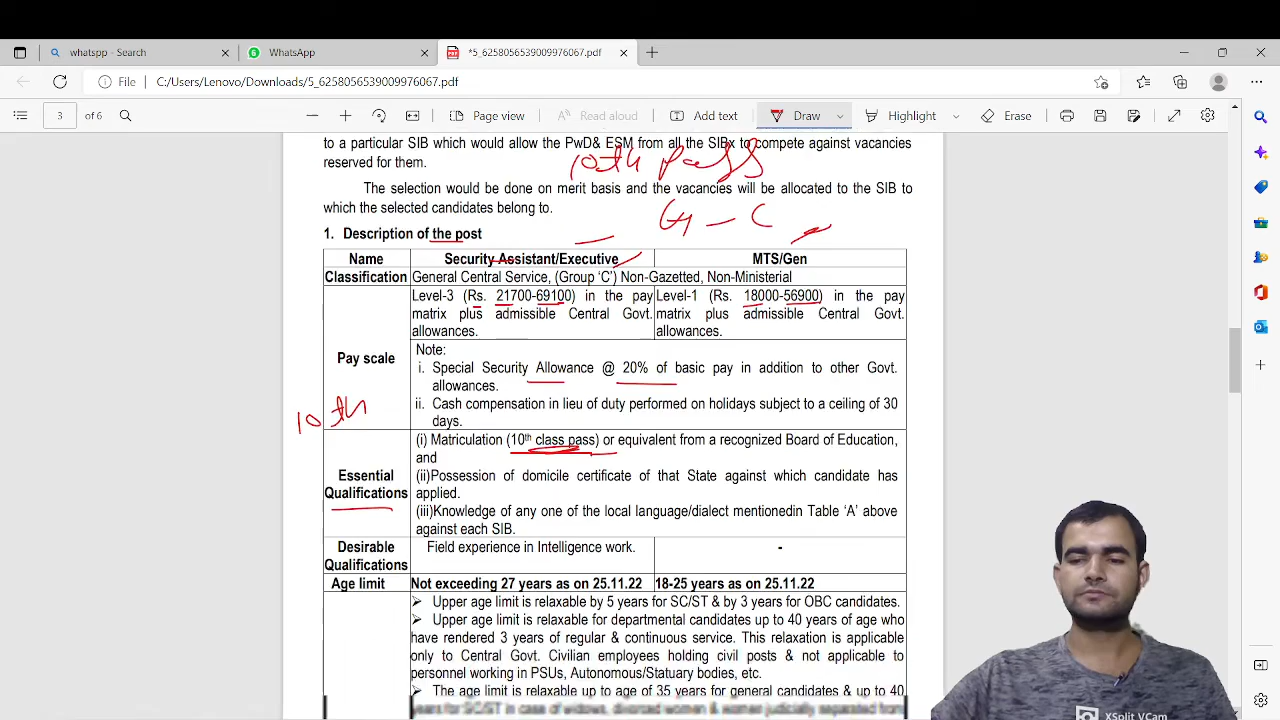 whatspp - Search
WhatsApp
*5_6258056539009976067.pdf
File
C:/Users/Lenovo/Downloads/5_6258056539009976067.pdf
3 of 6
Page view
Read aloud
Add text
Draw
Highlight
Erase
to a particular SIB which would allow the PwD& ESM from all the SIBx to compete against vacancies
reserved for them.
10th pass
The selection would be done on merit basis and the vacancies will be allocated to the SIB to
which the selected candidates belong to.
G - C
1. Description of the post
Name Security Assistant/Executive MTS/Gen
Classification General Central Service, (Group ‘C’) Non-Gazetted, Non-Ministerial
Pay scale
Level-3 (Rs. 21700-69100) in the pay
matrix plus admissible Central Govt.
allowances.
Level-1 (Rs. 18000-56900) in the pay
matrix plus admissible Central Govt.
allowances.
Note:
i. Special Security Allowance @ 20% of basic pay in addition to other Govt.
allowances.
ii. Cash compensation in lieu of duty performed on holidays subject to a ceiling of 30
days.
10th
Essential
Qualifications
(i) Matriculation (10th class pass) or equivalent from a recognized Board of Education,
and
(ii)Possession of domicile certificate of that State against which candidate has
applied.
(iii)Knowledge of any one of the local language/dialect mentionedin Table ‘A’ above
against each SIB.
Desirable
Qualifications
Field experience in Intelligence work. -
Age limit Not exceeding 27 years as on 25.11.22 18-25 years as on 25.11.22
➢ Upper age limit is relaxable by 5 years for SC/ST & by 3 years for OBC candidates.
➢ Upper age limit is relaxable for departmental candidates up to 40 years of age who
have rendered 3 years of regular & continuous service. This relaxation is applicable
only to Central Govt. Civilian employees holding civil posts & not applicable to
personnel working in PSUs, Autonomous/Statuary bodies, etc.
➢ The age limit is relaxable up to age of 35 years for general candidates & up to 40
years for SC/ST in case of widows, divorced women & women judicially separated from
XSplit VCam